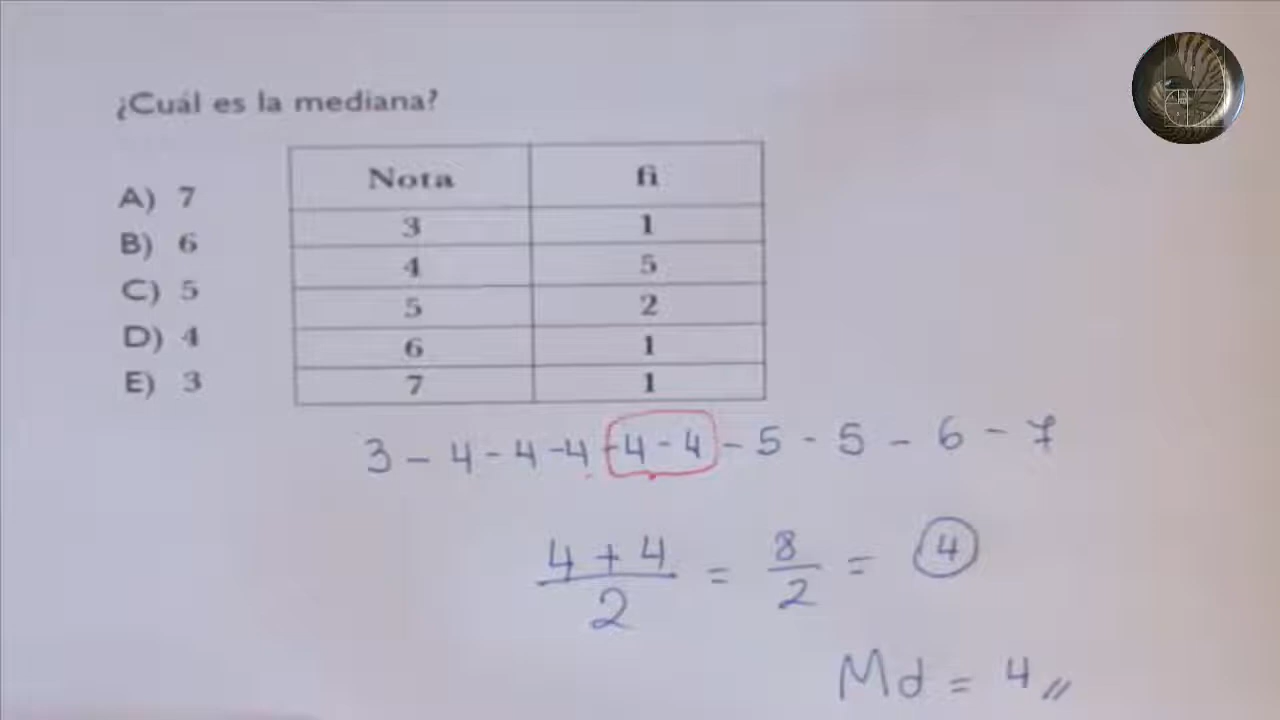 ¿Cuál es la mediana?
A) 7
B) 6
C) 5
D) 4
E) 3
Nota fi
3 1
4 5
5 2
6 1
7 1
3 - 4 - 4 - 4 - 4 - 4 - 5 - 5 - 6 - 7
4 + 4 / 2 = 8 / 2 = 4
Md = 4 //